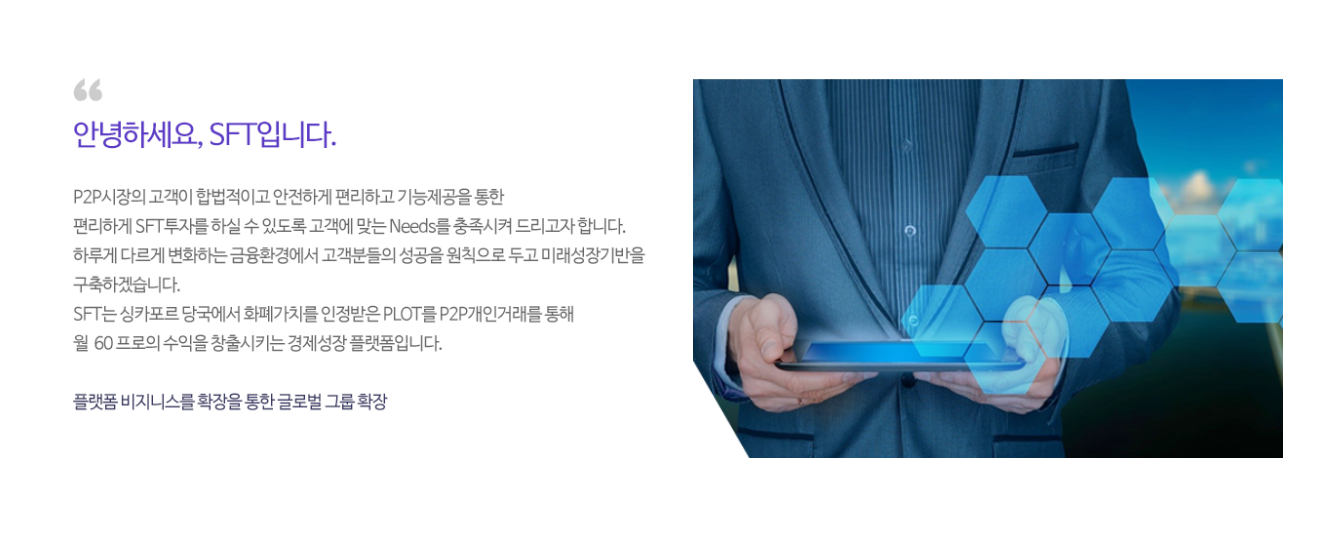 안녕하세요, SFT입니다.
P2P시장의 고객이 합법적이고 안전하게 편리하고 기능제공을 통한
편리하게 SFT투자를 하실 수 있도록 고객에 맞는 Needs를 충족시켜 드리고자 합니다.
하루게 다르게 변화하는 금융환경에서 고객분들의 성공을 원칙으로 두고 미래성장기반을
구축하겠습니다.
SFT는 싱카포르 당국에서 화폐가치를 인정받은 PLOT를 P2P개인거래를 통해
월 60 프로의 수익을 창출시키는 경제성장 플랫폼입니다.
플랫폼 비지니스를 확장을 통한 글로벌 그룹 확장